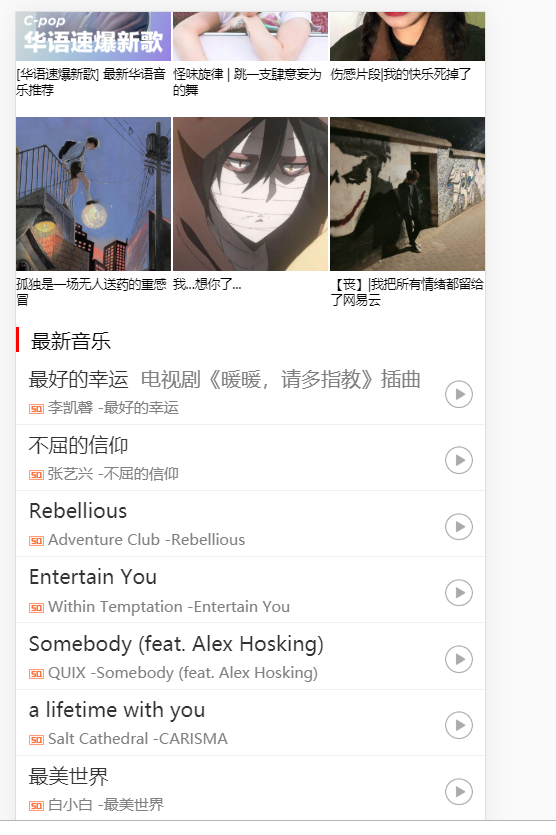 C-pop
华语速爆新歌
[华语速爆新歌] 最新华语音
乐推荐
怪味旋律 | 跳一支肆意妄为
的舞
伤感片段|我的快乐死掉了
孤独是一场无人送药的重感
冒
我...想你了...
【丧】|我把所有情绪都留给
了网易云
最新音乐
最好的幸运 电视剧《暖暖，请多指教》插曲
SQ 李凯馨 -最好的幸运
不屈的信仰
SQ 张艺兴 -不屈的信仰
Rebellious
SQ Adventure Club -Rebellious
Entertain You
SQ Within Temptation -Entertain You
Somebody (feat. Alex Hosking)
SQ QUIX -Somebody (feat. Alex Hosking)
a lifetime with you
SQ Salt Cathedral -CARISMA
最美世界
SQ 白小白 -最美世界